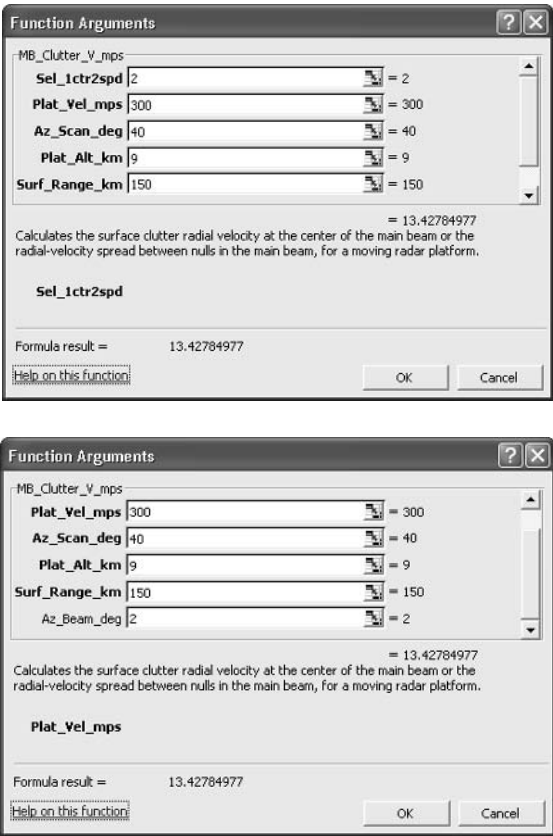 Function Arguments
MB_Clutter_V_mps
Sel_1ctr2spd 2 = 2
Plat_Vel_mps 300 = 300
Az_Scan_deg 40 = 40
Plat_Alt_km 9 = 9
Surf_Range_km 150 = 150
= 13.42784977
Calculates the surface clutter radial velocity at the center of the main beam or the
radial-velocity spread between nulls in the main beam, for a moving radar platform.
Sel_1ctr2spd
Formula result = 13.42784977
Help on this function OK Cancel
Function Arguments
MB_Clutter_V_mps
Plat_Vel_mps 300 = 300
Az_Scan_deg 40 = 40
Plat_Alt_km 9 = 9
Surf_Range_km 150 = 150
Az_Beam_deg 2 = 2
= 13.42784977
Calculates the surface clutter radial velocity at the center of the main beam or the
radial-velocity spread between nulls in the main beam, for a moving radar platform.
Plat_Vel_mps
Formula result = 13.42784977
Help on this function OK Cancel